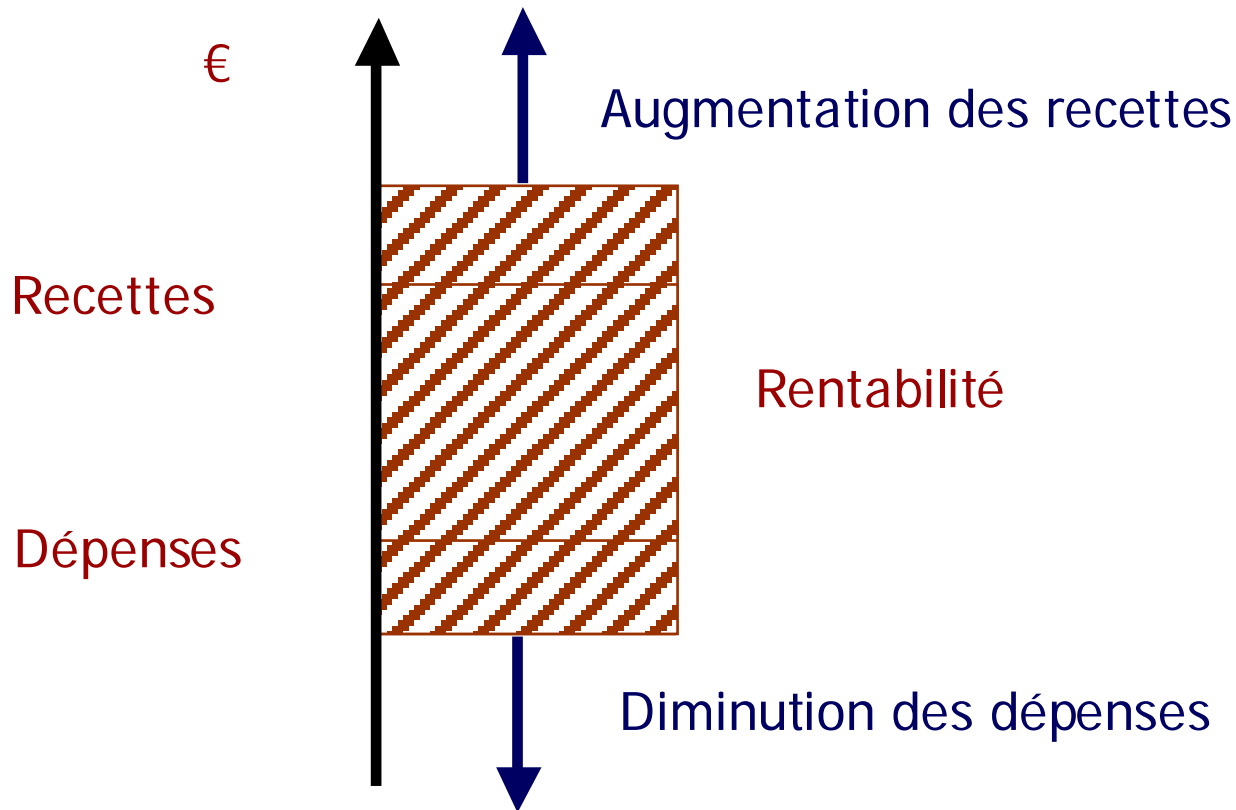 €
Augmentation des recettes
Recettes
Rentabilité
Dépenses
Diminution des dépenses